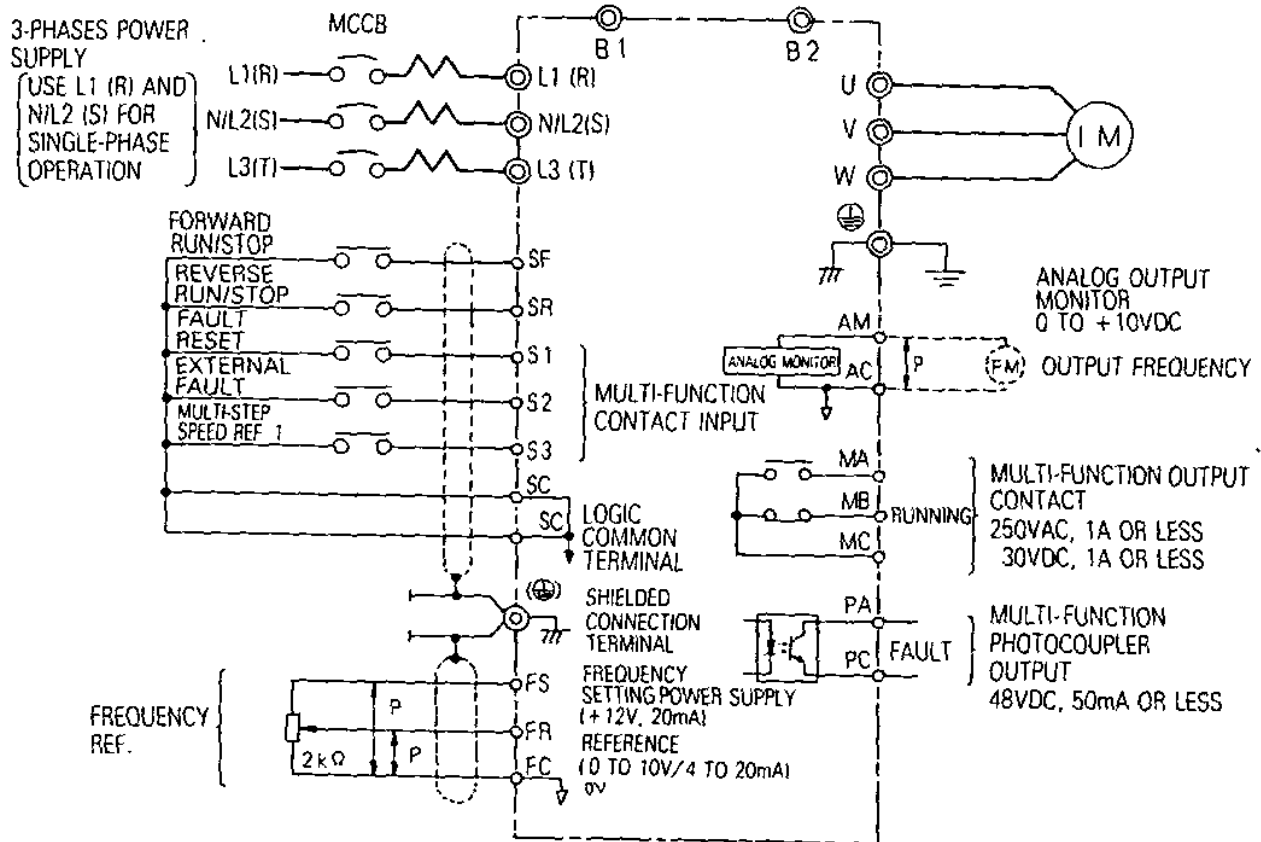 3-PHASES POWER
SUPPLY
USE L1 (R) AND
N/L2 (S) FOR
SINGLE-PHASE
OPERATION
MCCB
L1(R)
L1 (R)
N/L2(S)
N/L2(S)
L3(T)
L3 (T)
B1
B2
U
V
W
IM
FORWARD
RUN/STOP
SF
REVERSE
RUN/STOP
SR
FAULT
RESET
S1
EXTERNAL
FAULT
S2
MULTI-STEP
SPEED REF 1
S3
MULTI-FUNCTION
CONTACT INPUT
SC
SC
LOGIC
COMMON
TERMINAL
SHIELDED
CONNECTION
TERMINAL
FREQUENCY
REF.
2kΩ
P
P
FS
FREQUENCY
SETTING POWER SUPPLY
(+12V, 20mA)
FR
REFERENCE
(0 TO 10V/4 TO 20mA)
FC
0V
ANALOG OUTPUT
MONITOR
0 TO +10VDC
AM
ANALOG MONITOR
AC
P
FM
OUTPUT FREQUENCY
MA
MB
MC
RUNNING
MULTI-FUNCTION OUTPUT
CONTACT
250VAC, 1A OR LESS
30VDC, 1A OR LESS
PA
PC
FAULT
MULTI-FUNCTION
PHOTOCOUPLER
OUTPUT
48VDC, 50mA OR LESS